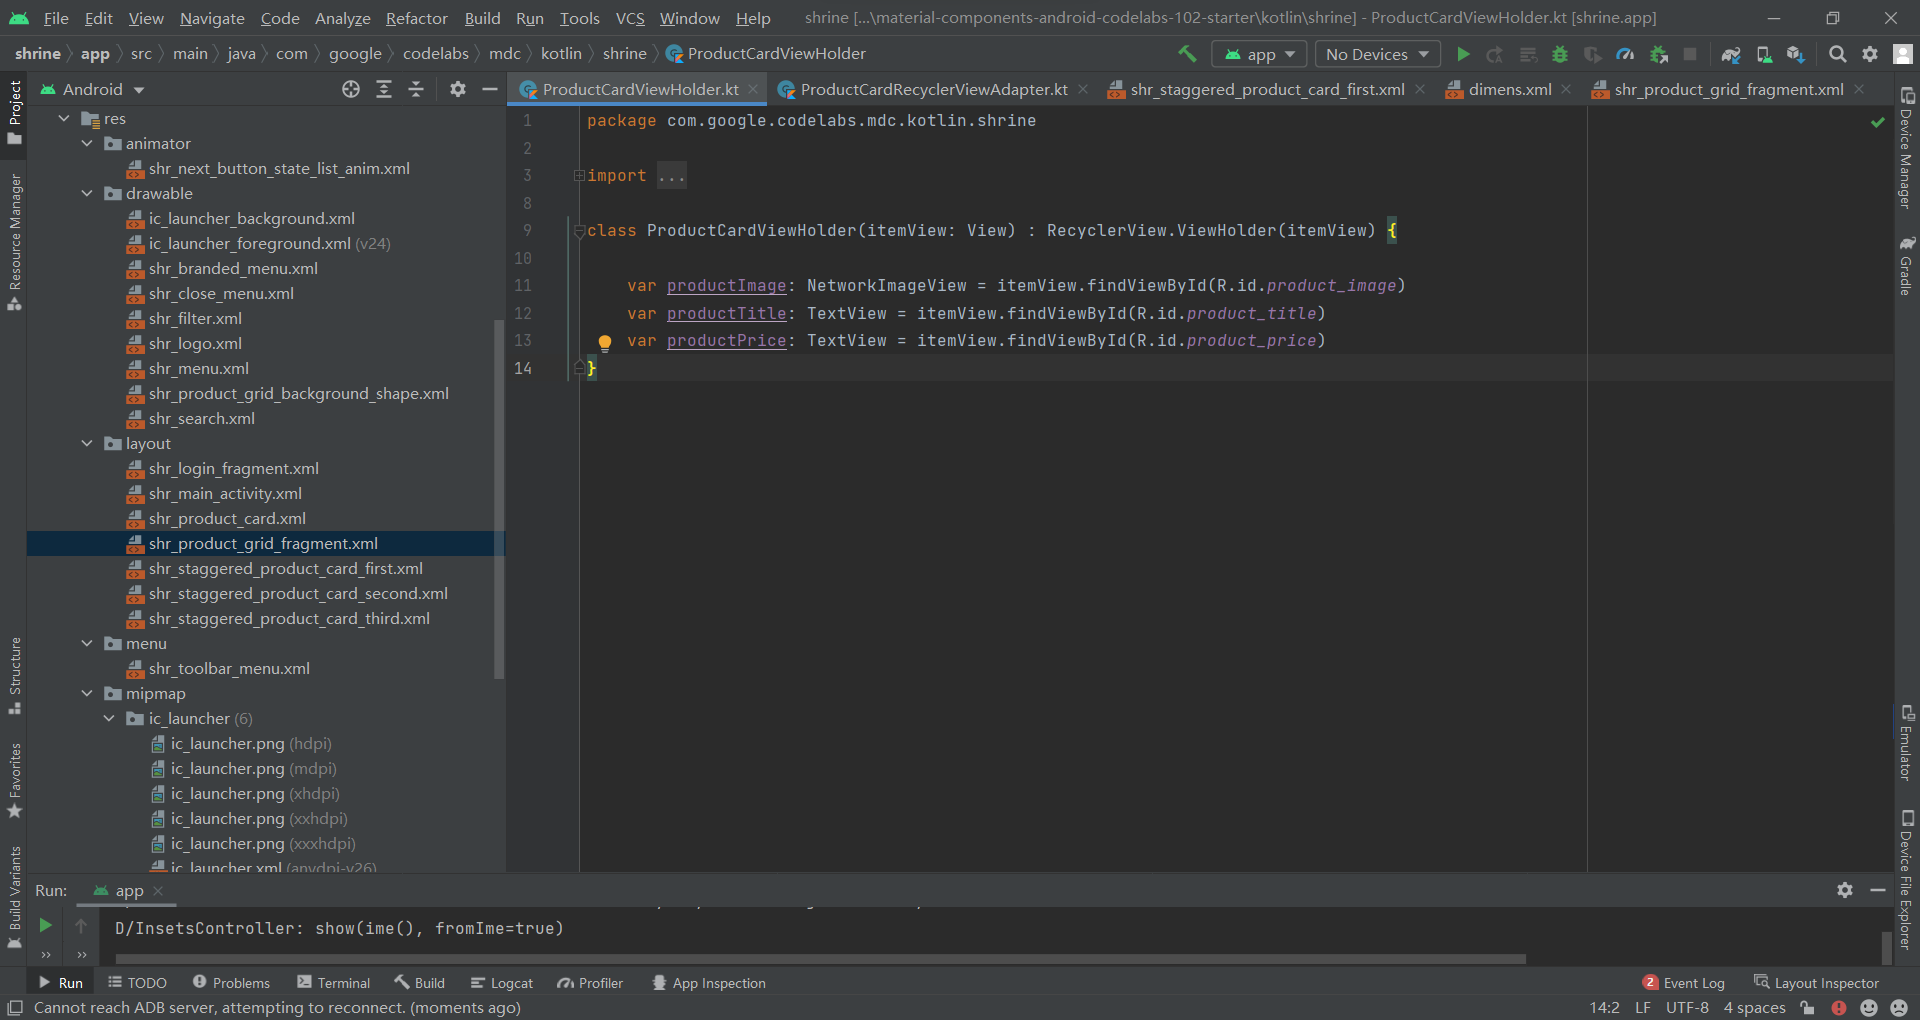 File Edit View Navigate Code Analyze Refactor Build Run Tools VCS Window Help shrine [...\material-components-android-codelabs-102-starter\kotlin\shrine] - ProductCardViewHolder.kt [shrine.app]
shrine app src main java com google codelabs mdc kotlin shrine ProductCardViewHolder app No Devices
Project
Resource Manager
Structure
Favorites
Build Variants
Android
res
animator
shr_next_button_state_list_anim.xml
drawable
ic_launcher_background.xml
ic_launcher_foreground.xml (v24)
shr_branded_menu.xml
shr_close_menu.xml
shr_filter.xml
shr_logo.xml
shr_menu.xml
shr_product_grid_background_shape.xml
shr_search.xml
layout
shr_login_fragment.xml
shr_main_activity.xml
shr_product_card.xml
shr_product_grid_fragment.xml
shr_staggered_product_card_first.xml
shr_staggered_product_card_second.xml
shr_staggered_product_card_third.xml
menu
shr_toolbar_menu.xml
mipmap
ic_launcher (6)
ic_launcher.png (hdpi)
ic_launcher.png (mdpi)
ic_launcher.png (xhdpi)
ic_launcher.png (xxhdpi)
ic_launcher.png (xxxhdpi)
ic_launcher.xml (anydpi-v26)
ProductCardViewHolder.kt ProductCardRecyclerViewAdapter.kt shr_staggered_product_card_first.xml dimens.xml shr_product_grid_fragment.xml
1 package com.google.codelabs.mdc.kotlin.shrine
2
3 import ...
8
9 class ProductCardViewHolder(itemView: View) : RecyclerView.ViewHolder(itemView) {
10
11 var productImage: NetworkImageView = itemView.findViewById(R.id.product_image)
12 var productTitle: TextView = itemView.findViewById(R.id.product_title)
13 var productPrice: TextView = itemView.findViewById(R.id.product_price)
14 }
Device Manager
Gradle
Emulator
Device File Explorer
Run: app
D/InsetsController: show(ime(), fromIme=true)
Run TODO Problems Terminal Build Logcat Profiler App Inspection 2 Event Log Layout Inspector
Cannot reach ADB server, attempting to reconnect. (moments ago) 14:2 LF UTF-8 4 spaces